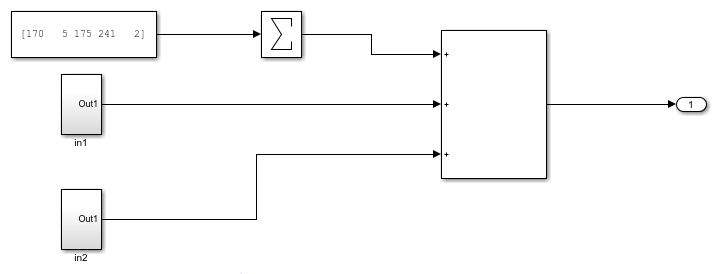 [170   5 175 241   2]
Σ
+
Out1
in1
+
1
+
Out1
in2